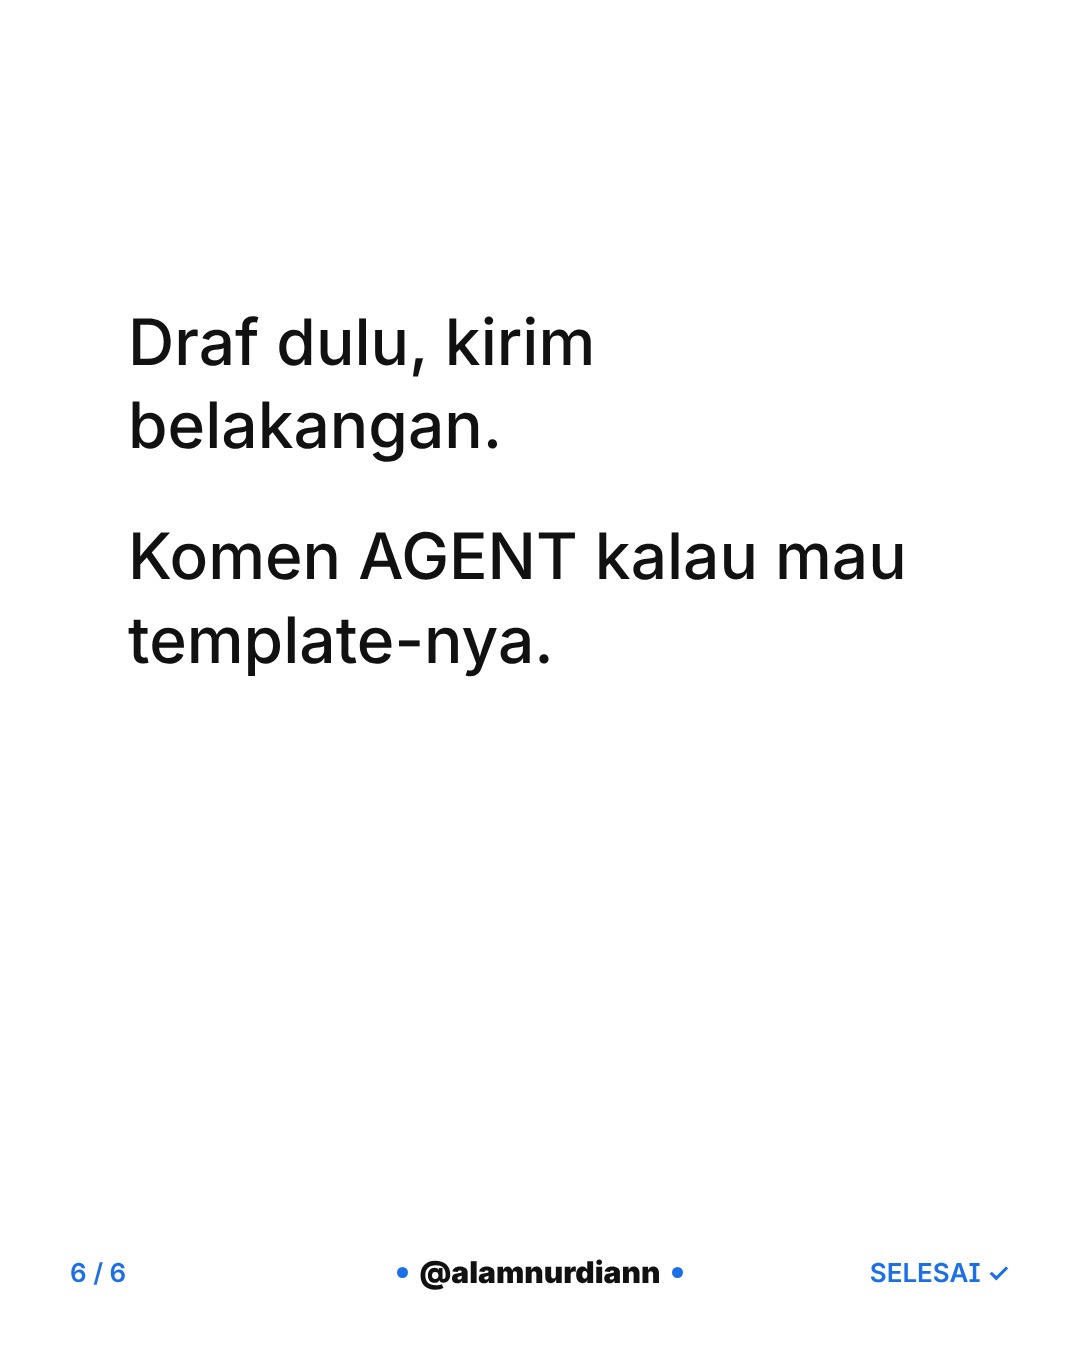 Draf dulu, kirim
belakangan.
Komen AGENT kalau mau
template-nya.
6 / 6
• @alamnurdiann •
SELESAI ✓